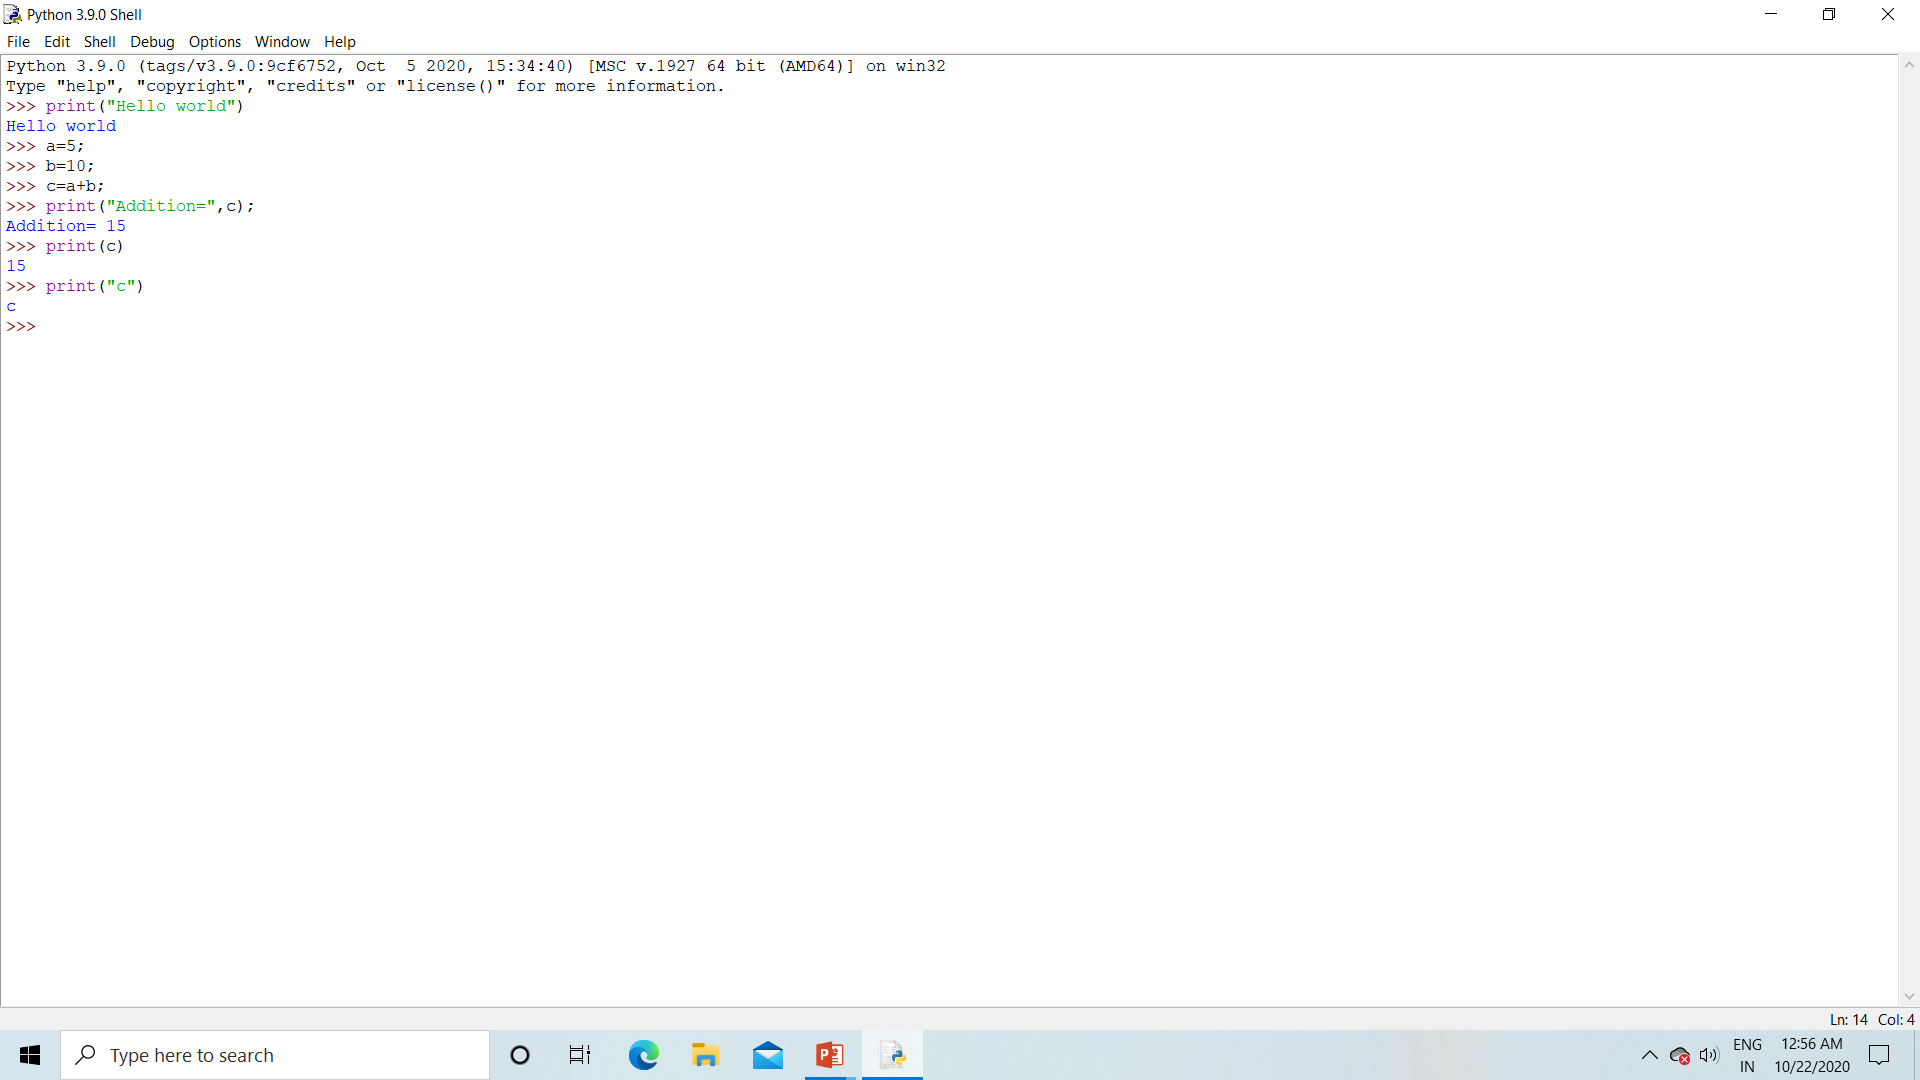 Python 3.9.0 Shell
File Edit Shell Debug Options Window Help
Python 3.9.0 (tags/v3.9.0:9cf6752, Oct  5 2020, 15:34:40) [MSC v.1927 64 bit (AMD64)] on win32
Type "help", "copyright", "credits" or "license()" for more information.
>>> print("Hello world")
Hello world
>>> a=5;
>>> b=10;
>>> c=a+b;
>>> print("Addition=",c);
Addition= 15
>>> print(c)
15
>>> print("c")
c
>>>
Ln: 14 Col: 4
Type here to search
ENG 12:56 AM
IN 10/22/2020